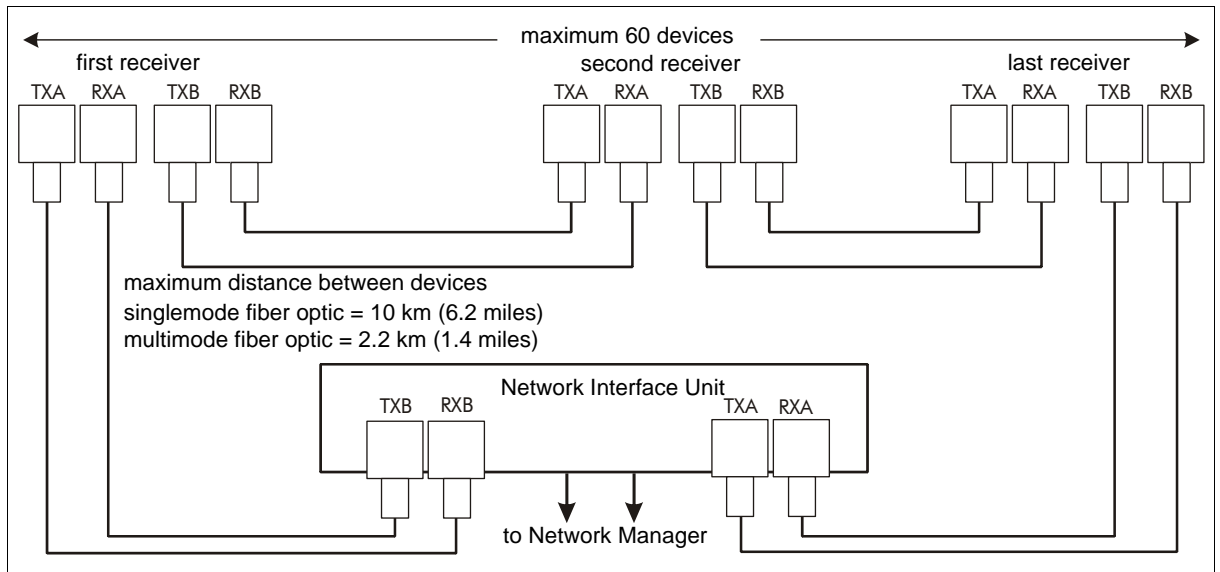 maximum 60 devices
first receiver
second receiver
last receiver
TXA RXA TXB RXB
TXA RXA TXB RXB
TXA RXA TXB RXB
maximum distance between devices
singlemode fiber optic = 10 km (6.2 miles)
multimode fiber optic = 2.2 km (1.4 miles)
Network Interface Unit
TXB RXB
TXA RXA
to Network Manager